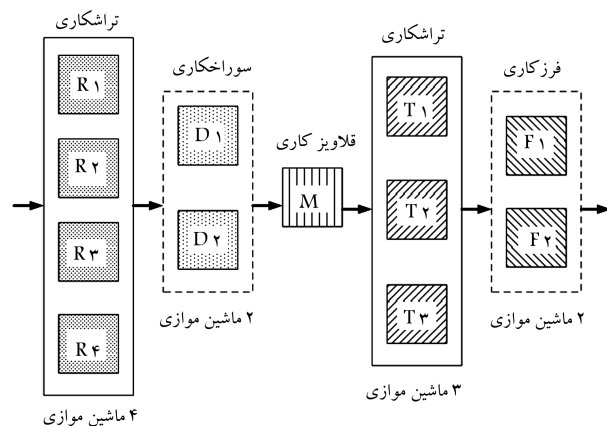 تراشکاری
R۱
R۲
R۳
R۴
۴ ماشین موازی
سوراخکاری
D۱
D۲
۲ ماشین موازی
قلاویز کاری
M
تراشکاری
T۱
T۲
T۳
۳ ماشین موازی
فرزکاری
F۱
F۲
۲ ماشین موازی